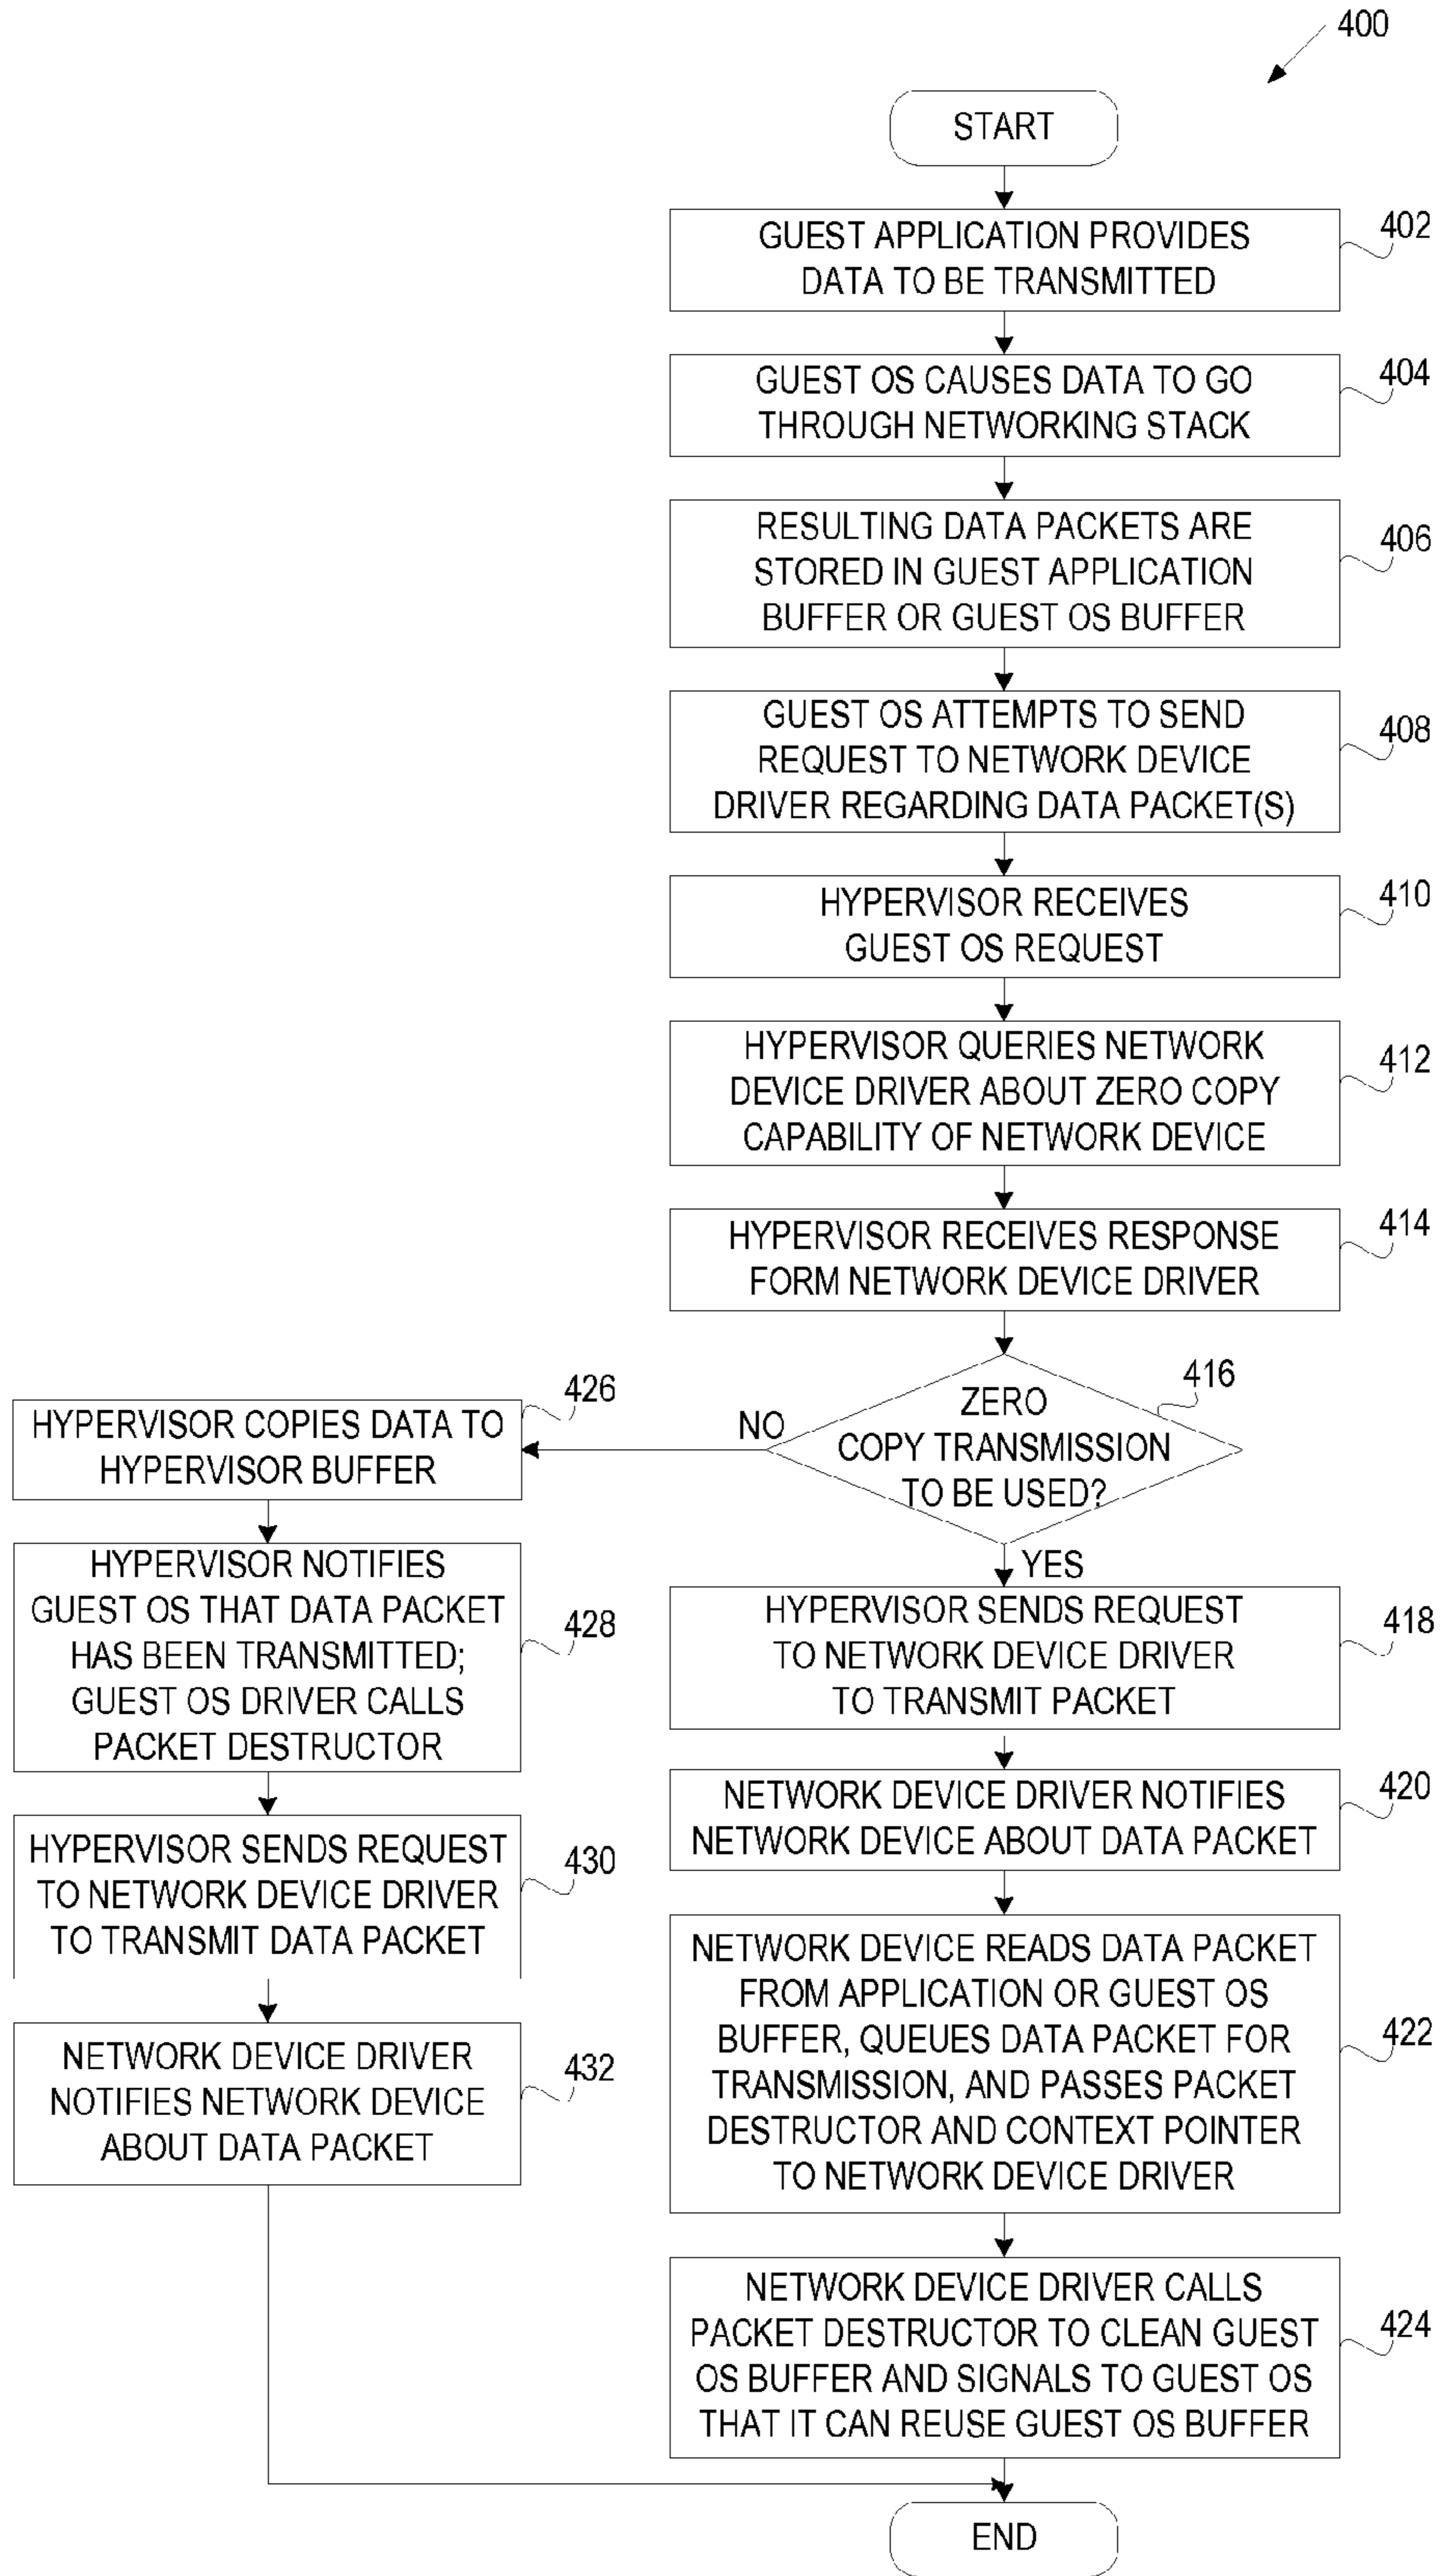 400
START
GUEST APPLICATION PROVIDES
DATA TO BE TRANSMITTED
402
GUEST OS CAUSES DATA TO GO
THROUGH NETWORKING STACK
404
RESULTING DATA PACKETS ARE
STORED IN GUEST APPLICATION
BUFFER OR GUEST OS BUFFER
406
GUEST OS ATTEMPTS TO SEND
REQUEST TO NETWORK DEVICE
DRIVER REGARDING DATA PACKET(S)
408
HYPERVISOR RECEIVES
GUEST OS REQUEST
410
HYPERVISOR QUERIES NETWORK
DEVICE DRIVER ABOUT ZERO COPY
CAPABILITY OF NETWORK DEVICE
412
HYPERVISOR RECEIVES RESPONSE
FORM NETWORK DEVICE DRIVER
414
ZERO
COPY TRANSMISSION
TO BE USED?
416
NO
YES
HYPERVISOR COPIES DATA TO
HYPERVISOR BUFFER
426
HYPERVISOR NOTIFIES
GUEST OS THAT DATA PACKET
HAS BEEN TRANSMITTED;
GUEST OS DRIVER CALLS
PACKET DESTRUCTOR
428
HYPERVISOR SENDS REQUEST
TO NETWORK DEVICE DRIVER
TO TRANSMIT DATA PACKET
430
NETWORK DEVICE DRIVER
NOTIFIES NETWORK DEVICE
ABOUT DATA PACKET
432
HYPERVISOR SENDS REQUEST
TO NETWORK DEVICE DRIVER
TO TRANSMIT PACKET
418
NETWORK DEVICE DRIVER NOTIFIES
NETWORK DEVICE ABOUT DATA PACKET
420
NETWORK DEVICE READS DATA PACKET
FROM APPLICATION OR GUEST OS
BUFFER, QUEUES DATA PACKET FOR
TRANSMISSION, AND PASSES PACKET
DESTRUCTOR AND CONTEXT POINTER
TO NETWORK DEVICE DRIVER
422
NETWORK DEVICE DRIVER CALLS
PACKET DESTRUCTOR TO CLEAN GUEST
OS BUFFER AND SIGNALS TO GUEST OS
THAT IT CAN REUSE GUEST OS BUFFER
424
END